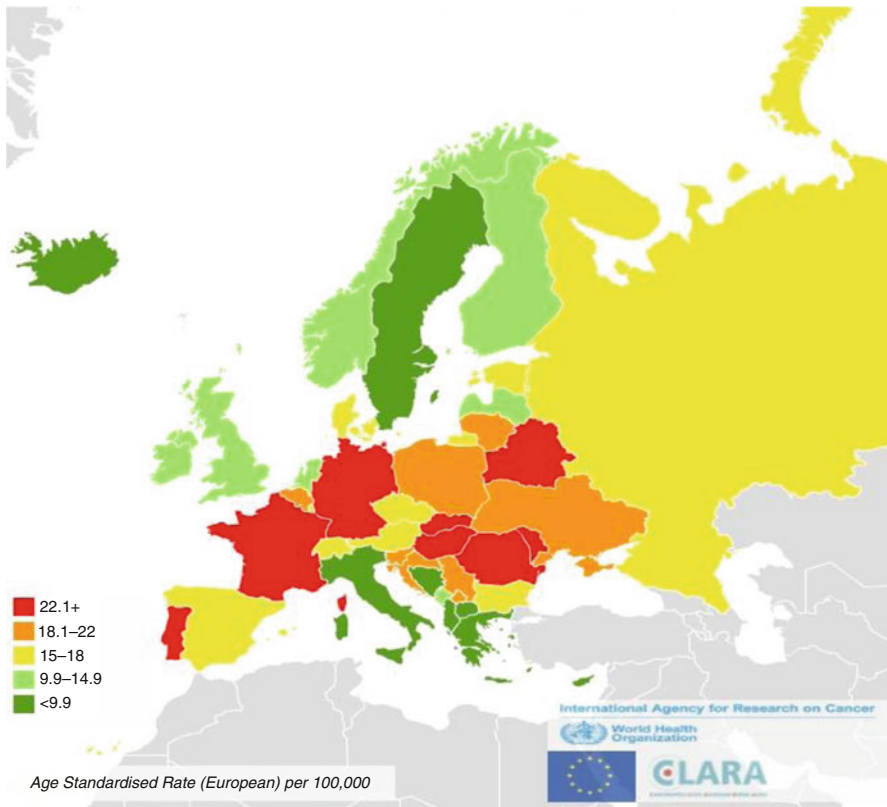 22.1+
18.1–22
15–18
9.9–14.9
<9.9
Age Standardised Rate (European) per 100,000
International Agency for Research on Cancer
World Health
Organization
CLARA